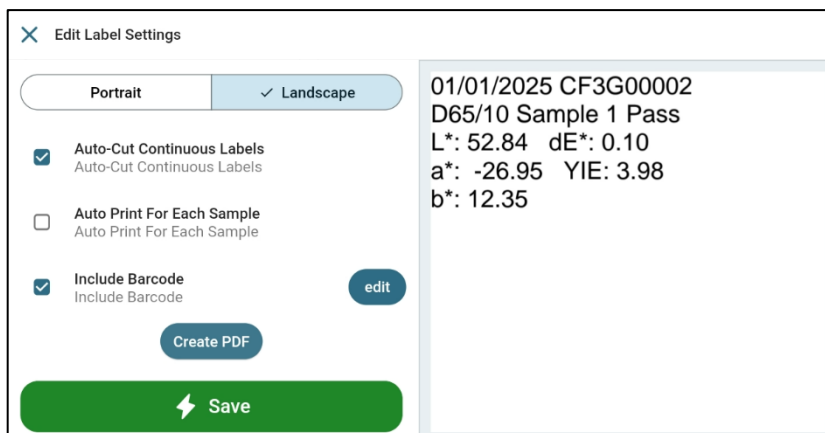 Edit Label Settings
Portrait
Landscape
Auto-Cut Continuous Labels
Auto-Cut Continuous Labels
Auto Print For Each Sample
Auto Print For Each Sample
Include Barcode
Include Barcode
edit
Create PDF
Save
01/01/2025 CF3G00002
D65/10 Sample 1 Pass
L*: 52.84 dE*: 0.10
a*: -26.95 YIE: 3.98
b*: 12.35